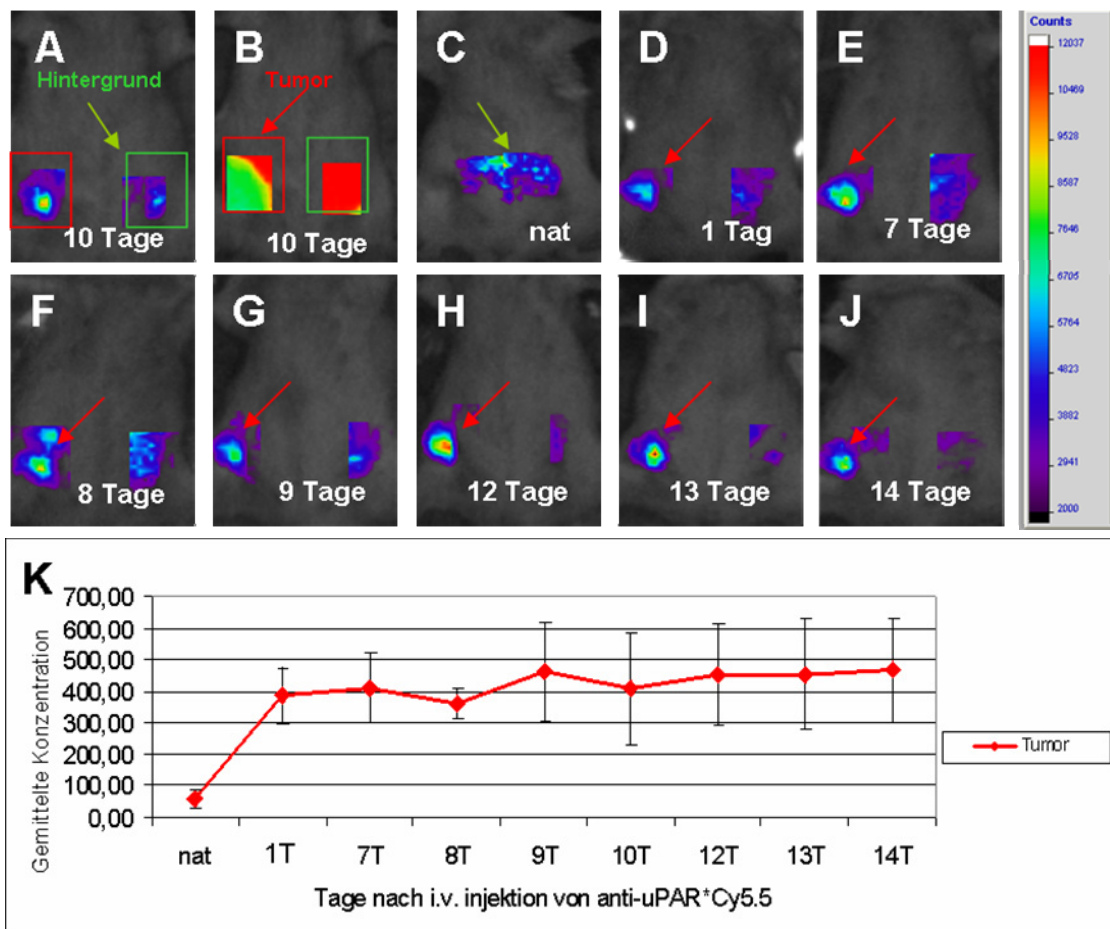 A
B
C
D
E
Hintergrund
Tumor
10 Tage
10 Tage
nat
1 Tag
7 Tage
F
G
H
I
J
8 Tage
9 Tage
12 Tage
13 Tage
14 Tage
Counts
12037
10469
9528
8587
7646
6705
5764
4823
3882
2941
2000
K
Gemittelte Konzentration
700,00
600,00
500,00
400,00
300,00
200,00
100,00
0,00
nat 1T 7T 8T 9T 10T 12T 13T 14T
Tage nach i.v. injektion von anti-uPAR*Cy5.5
Tumor